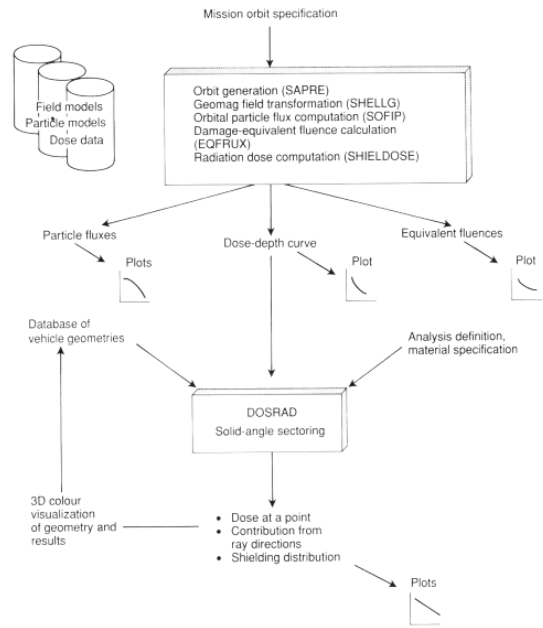 Mission orbit specification
Field models
Particle models
Dose data
Orbit generation (SAPRE)
Geomag field transformation (SHELLG)
Orbital particle flux computation (SOFIP)
Damage-equivalent fluence calculation
(EQFRUX)
Radiation dose computation (SHIELDOSE)
Particle fluxes
Dose-depth curve
Equivalent fluences
Plots
Plot
Plot
Database of
vehicle geometries
Analysis definition,
material specification
DOSRAD
Solid-angle sectoring
3D colour
visualization
of geometry and
results
• Dose at a point
• Contribution from
ray directions
• Shielding distribution
Plots